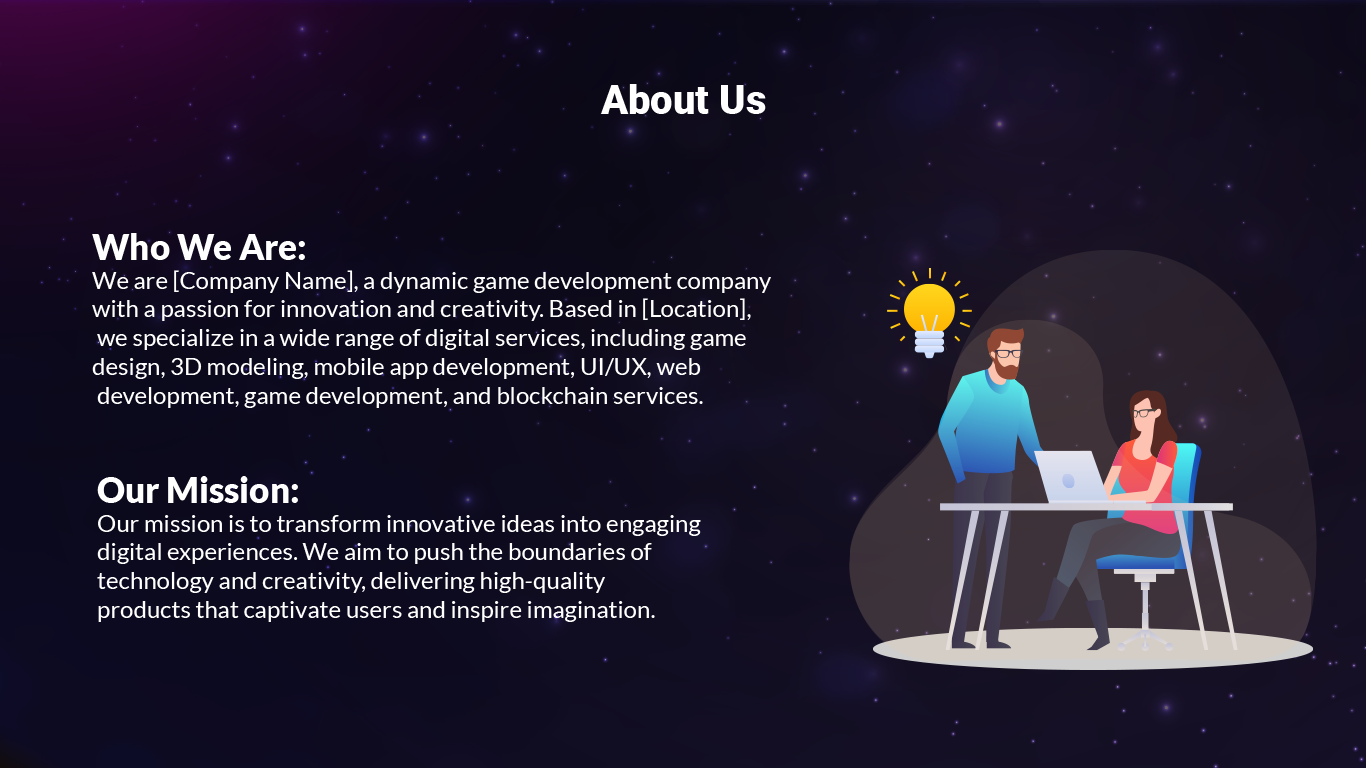 About Us
Who We Are:
We are [Company Name], a dynamic game development company
with a passion for innovation and creativity. Based in [Location],
we specialize in a wide range of digital services, including game
design, 3D modeling, mobile app development, UI/UX, web
development, game development, and blockchain services.
Our Mission:
Our mission is to transform innovative ideas into engaging
digital experiences. We aim to push the boundaries of
technology and creativity, delivering high-quality
products that captivate users and inspire imagination.